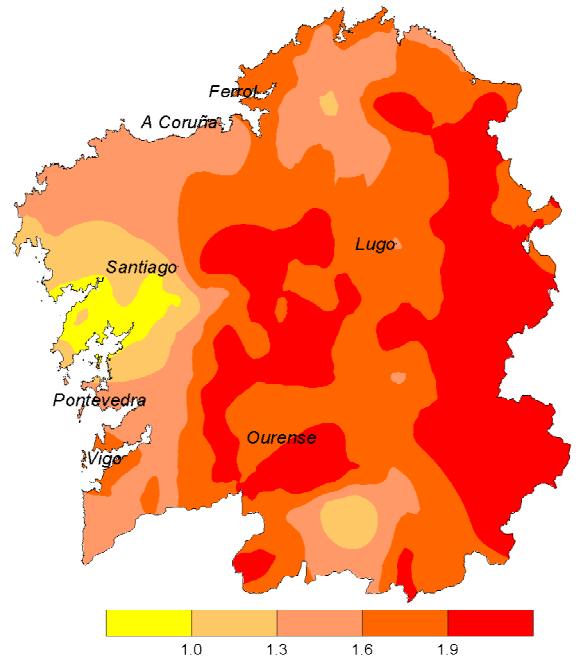 Ferrol
A Coruña
Lugo
Santiago
Pontevedra
Ourense
Vigo
1.0 1.3 1.6 1.9